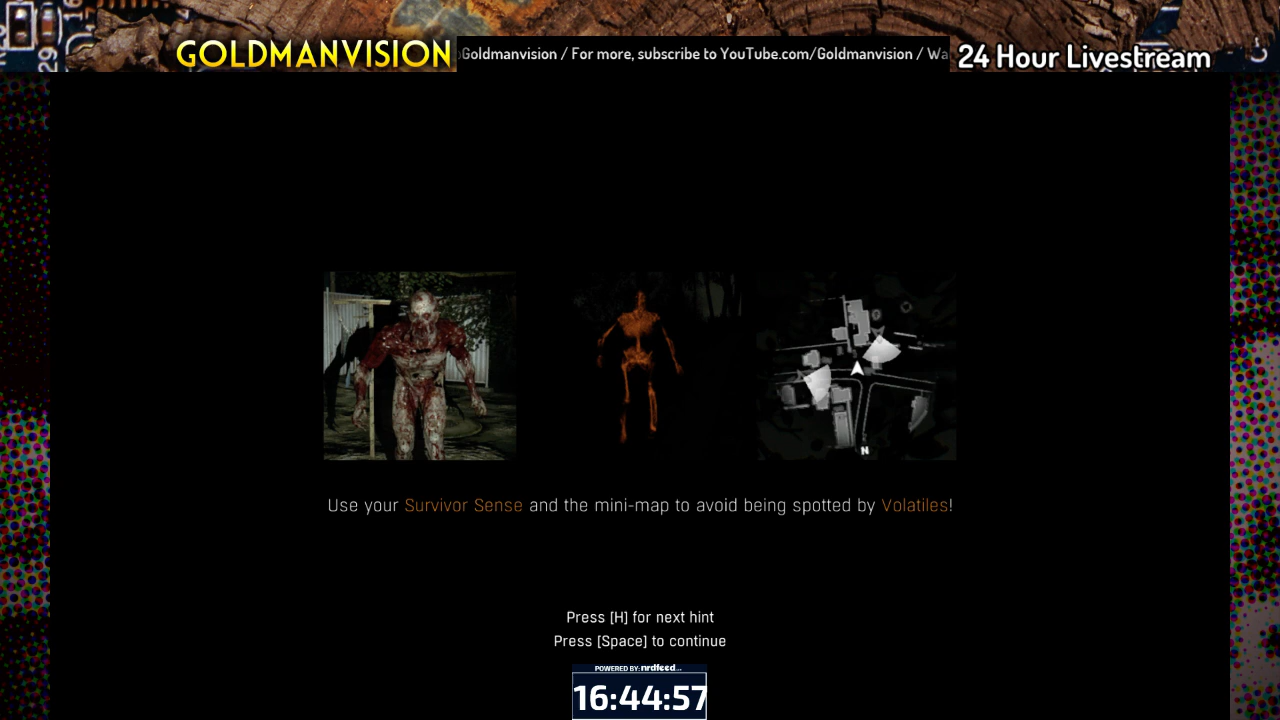 GOLDMANVISION
Goldmanvision / For more, subscribe to YouTube.com/Goldmanvision / Wa
24 Hour Livestream
N
Use your Survivor Sense and the mini-map to avoid being spotted by Volatiles!
Press [H] for next hint
Press [Space] to continue
POWERED BY: nrdfeed
16:44:57